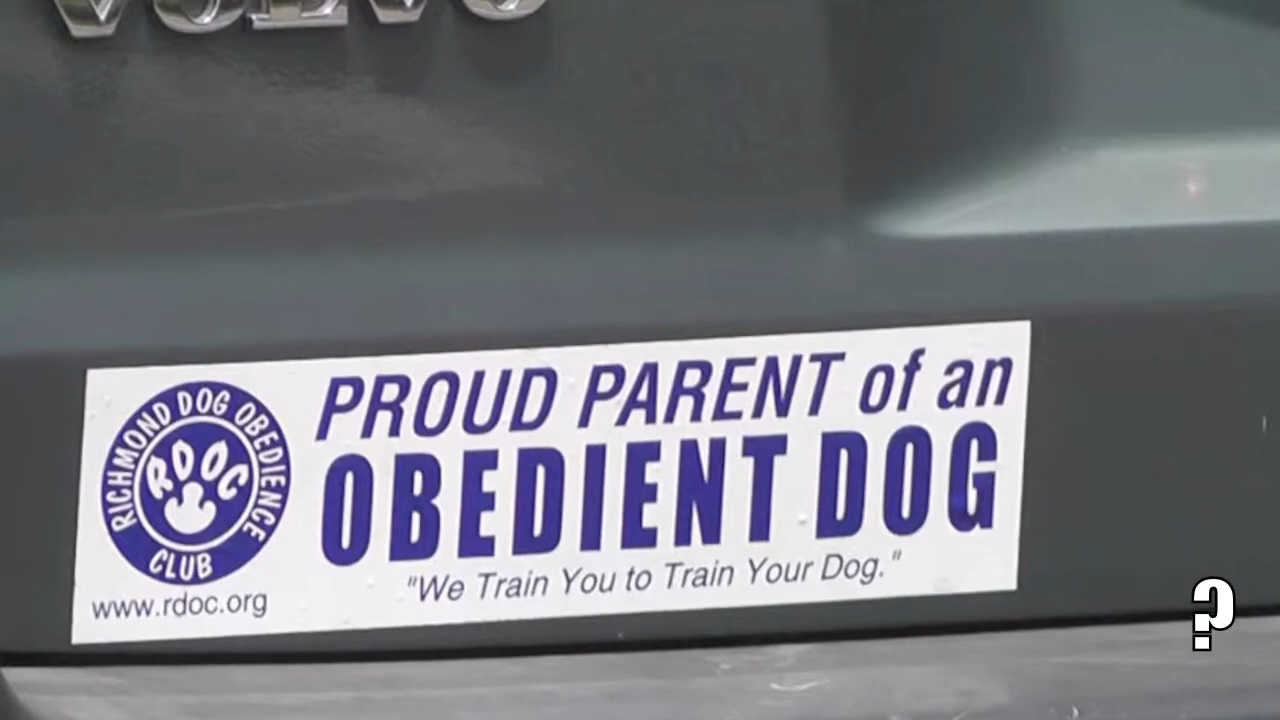 VOLVO
RICHMOND DOG OBEDIENCE
RDOC
CLUB
www.rdoc.org
PROUD PARENT of an
OBEDIENT DOG
"We Train You to Train Your Dog."
?